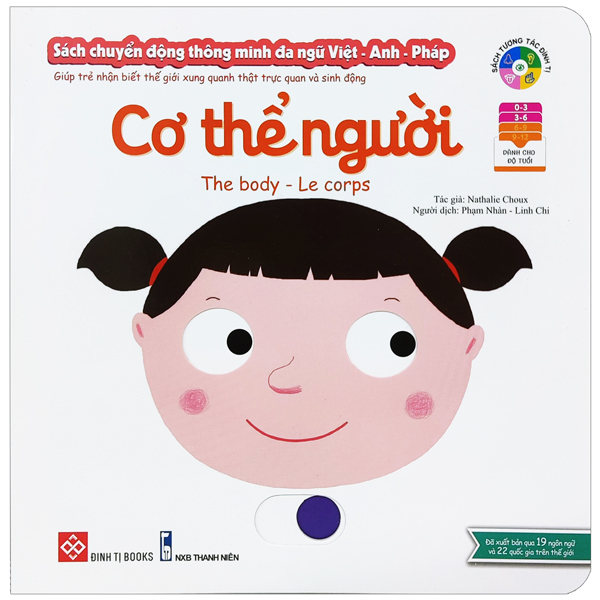 Sách chuyển động thông minh đa ngữ Việt - Anh - Pháp
Giúp trẻ nhận biết thế giới xung quanh thật trực quan và sinh động
SÁCH TƯƠNG TÁC ĐINH TỊ
Cơ thể người
0-3
3-6
6-9
9-12
DÀNH CHO
ĐỘ TUỔI
The body - Le corps
Tác giả: Nathalie Choux
Người dịch: Phạm Nhàn - Linh Chi
ĐINH TỊ BOOKS
NXB THANH NIÊN
Đã xuất bản qua 19 ngôn ngữ
và 22 quốc gia trên thế giới